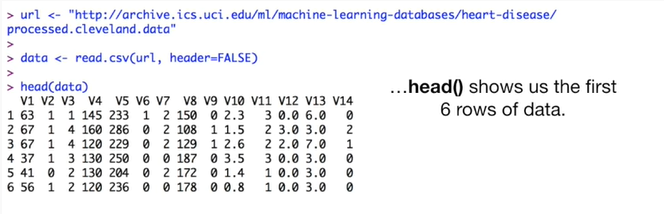 > url <- "http://archive.ics.uci.edu/ml/machine-learning-databases/heart-disease/
processed.cleveland.data"
>
> data <- read.csv(url, header=FALSE)
>
> head(data)
V1 V2 V3 V4 V5 V6 V7 V8 V9 V10 V11 V12 V13 V14
1 63 1 1 145 233 1 2 150 0 2.3 3 0.0 6.0 0
2 67 1 4 160 286 0 2 108 1 1.5 2 3.0 3.0 2
3 67 1 4 120 229 0 2 129 1 2.6 2 2.0 7.0 1
4 37 1 3 130 250 0 0 187 0 3.5 3 0.0 3.0 0
5 41 0 2 130 204 0 2 172 0 1.4 1 0.0 3.0 0
6 56 1 2 120 236 0 0 178 0 0.8 1 0.0 3.0 0
...head() shows us the first
6 rows of data.